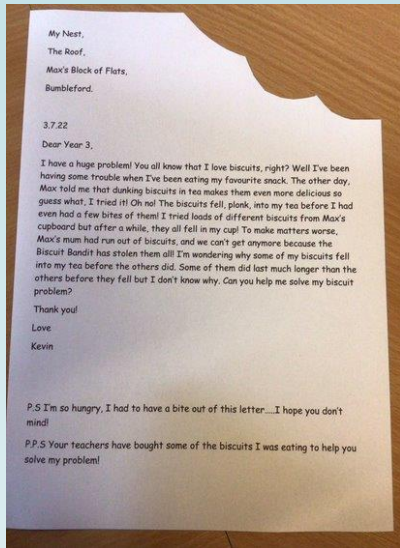 My Nest,
The Roof,
Max's Block of Flats,
Bumbleford.
3.7.22
Dear Year 3,
I have a huge problem! You all know that I love biscuits, right? Well I've been
having some trouble when I've been eating my favourite snack. The other day,
Max told me that dunking biscuits in tea makes them even more delicious so
guess what, I tried it! Oh no! The biscuits fell, plonk, into my tea before I had
even had a few bites of them! I tried loads of different biscuits from Max's
cupboard but after a while, they all fell in my cup! To make matters worse,
Max's mum had run out of biscuits, and we can't get anymore because the
Biscuit Bandit has stolen them all! I'm wondering why some of my biscuits fell
into my tea before the others did. Some of them did last much longer than the
others before they fell but I don't know why. Can you help me solve my biscuit
problem?
Thank you!
Love
Kevin
P.S I'm so hungry, I had to have a bite out of this letter....I hope you don't
mind!
P.P.S Your teachers have bought some of the biscuits I was eating to help you
solve my problem!